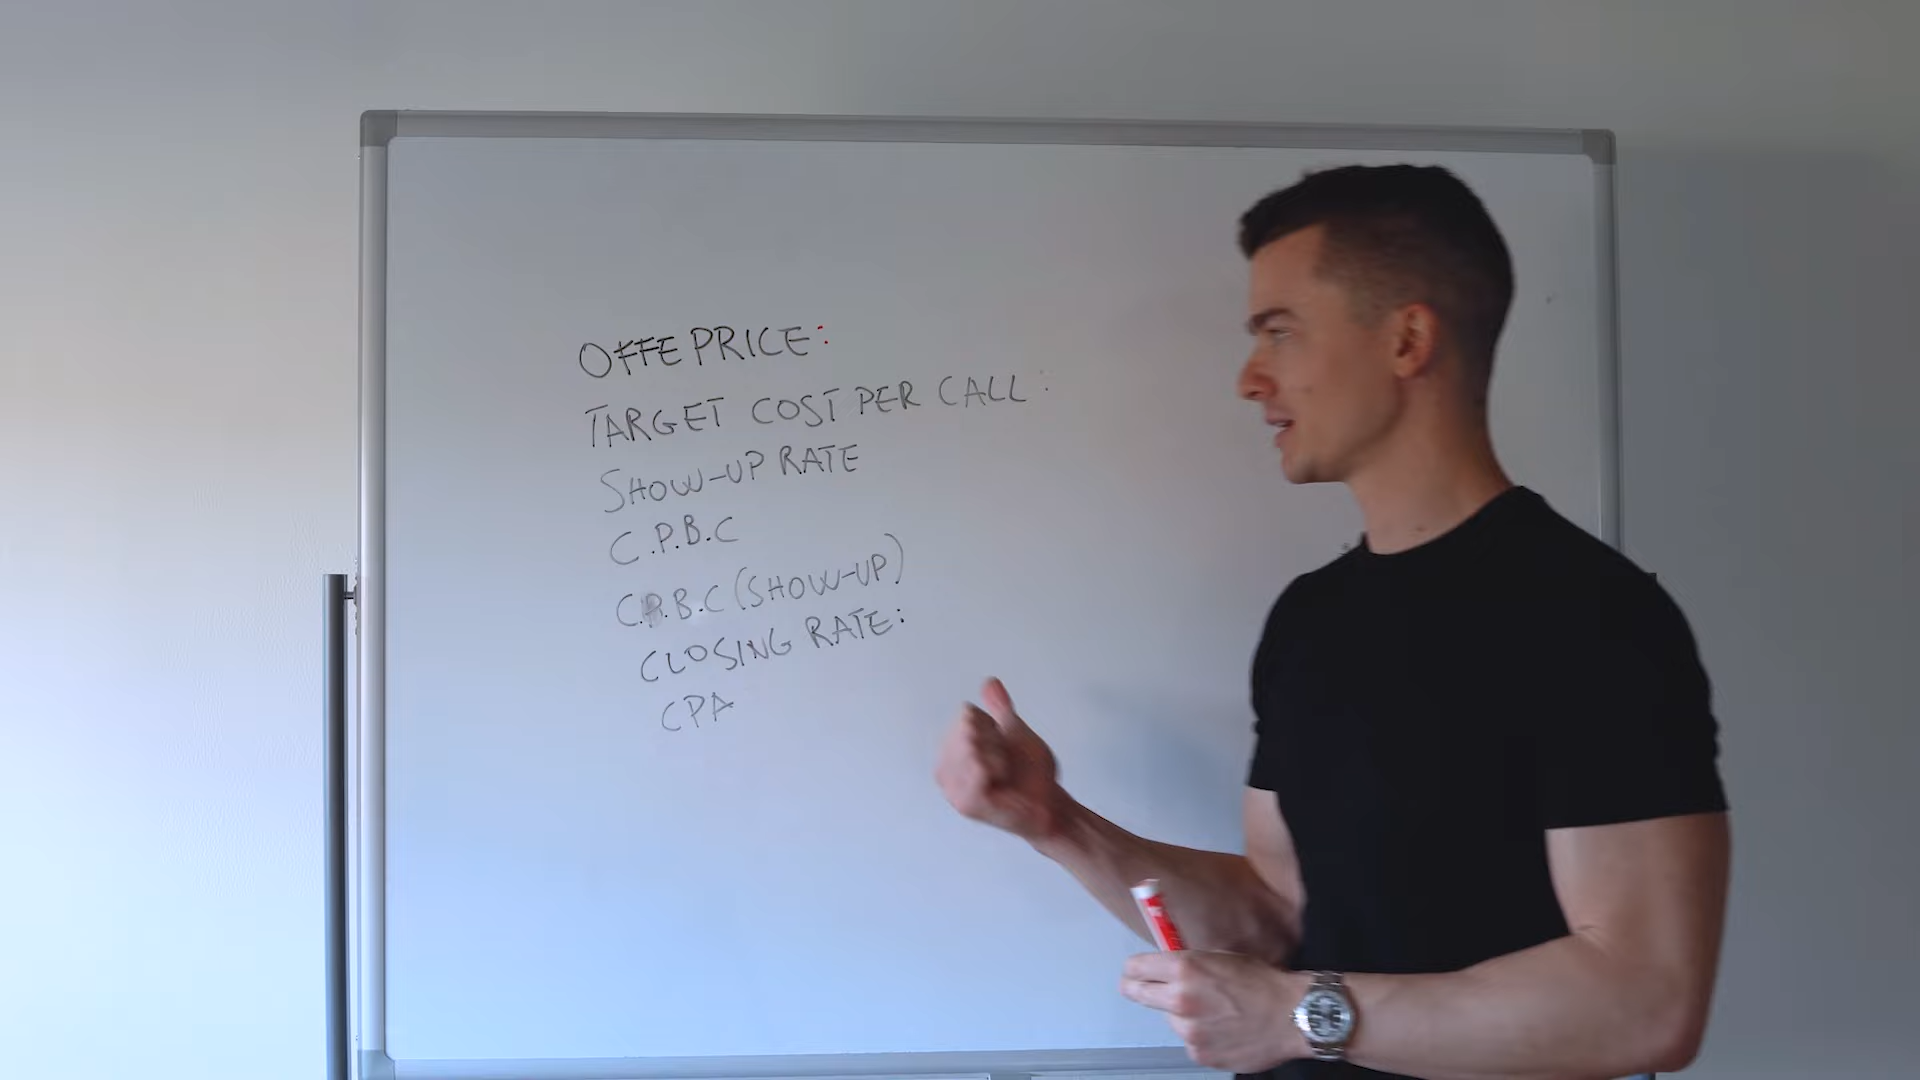 OFFE PRICE:
TARGET COST PER CALL:
SHOW-UP RATE
C.P.B.C
C.P.B.C (SHOW-UP)
CLOSING RATE:
CPA